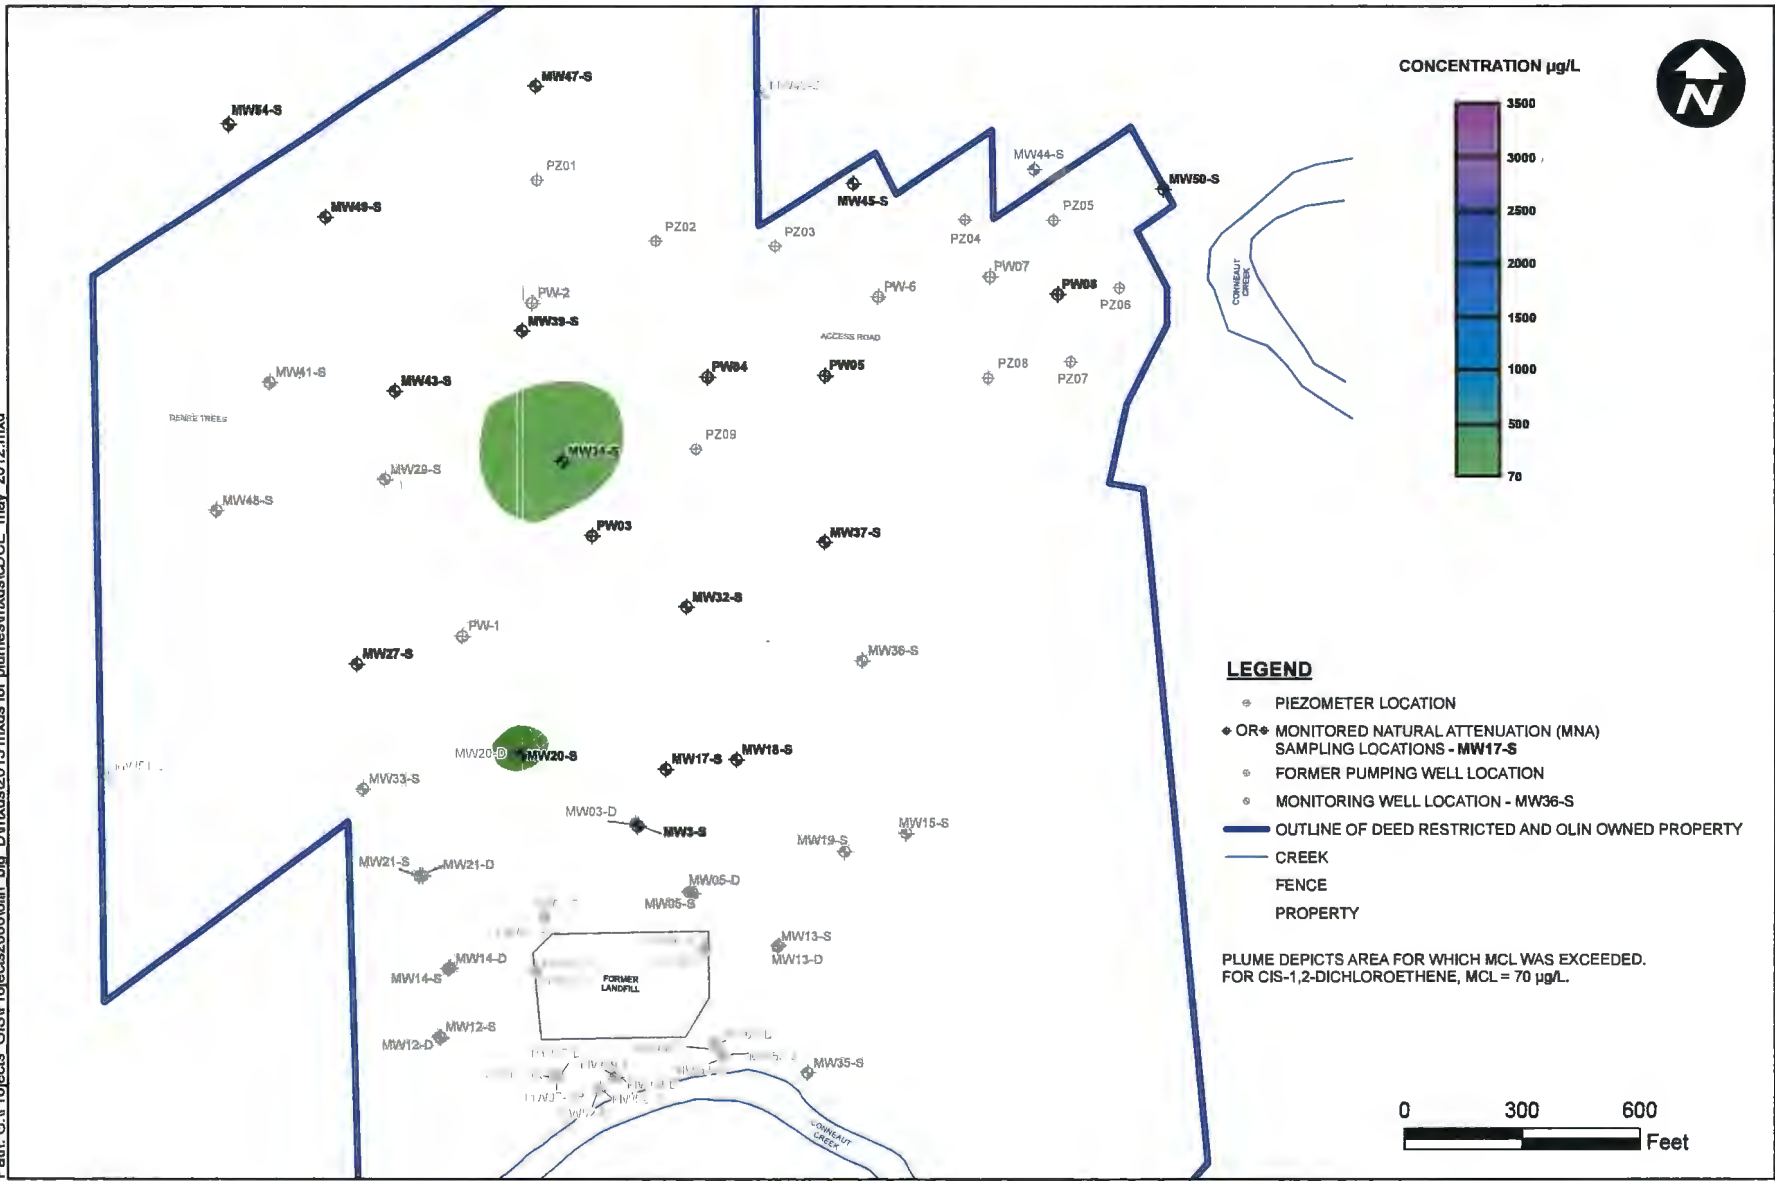 MW47-S
MW54-S
PZ01
MW49-S
PZ02
PZ03
MW45-S
MW44-S
MW50-S
PZ05
PZ04
PW07
PW-6
PW08
PZ06
PW-2
MW39-S
ACCESS ROAD
CONNEAUT
CREEK
MW41-S
MW43-S
PW04
PW05
PZ08
PZ07
DENSE TREES
PZ09
MW34-S
MW29-S
MW48-S
PW03
MW37-S
MW32-S
PW-1
MW27-S
MW36-S
MW20-D
MW20-S
MW17-S
MW18-S
MW33-S
MW03-D
MW3-S
MW15-S
MW19-S
MW21-S
MW21-D
MW05-D
MW05-S
MW13-S
MW13-D
MW14-D
MW14-S
FORMER
LANDFILL
MW12-S
MW12-D
MW35-S
CONNEAUT
CREEK
CONCENTRATION µg/L
3500
3000
2500
2000
1500
1000
500
70
N
LEGEND
PIEZOMETER LOCATION
OR MONITORED NATURAL ATTENUATION (MNA)
SAMPLING LOCATIONS - MW17-S
FORMER PUMPING WELL LOCATION
MONITORING WELL LOCATION - MW36-S
OUTLINE OF DEED RESTRICTED AND OLIN OWNED PROPERTY
CREEK
FENCE
PROPERTY
PLUME DEPICTS AREA FOR WHICH MCL WAS EXCEEDED.
FOR CIS-1,2-DICHLOROETHENE, MCL = 70 µg/L.
0 300 600
Feet